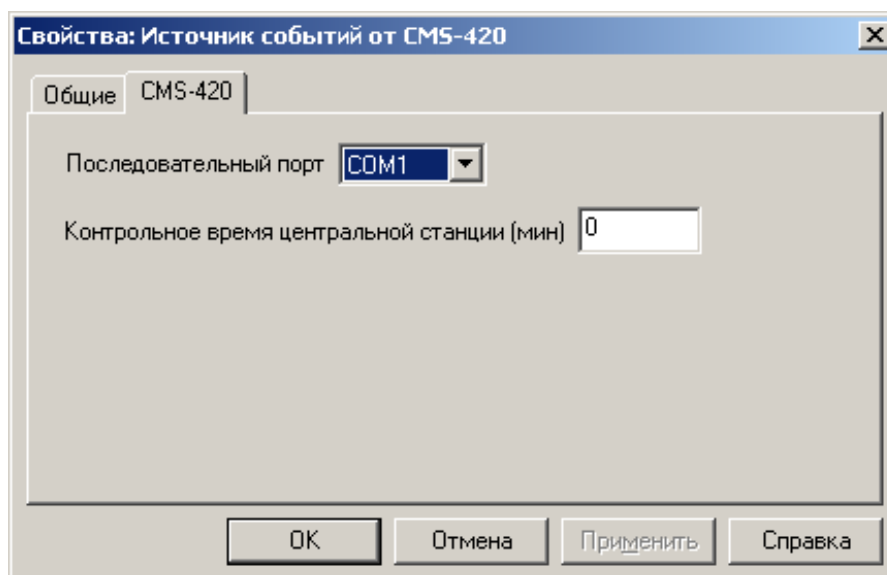 Свойства: Источник событий от CMS-420
Общие CMS-420
Последовательный порт COM1
Контрольное время центральной станции (мин) 0
OK Отмена Применить Справка